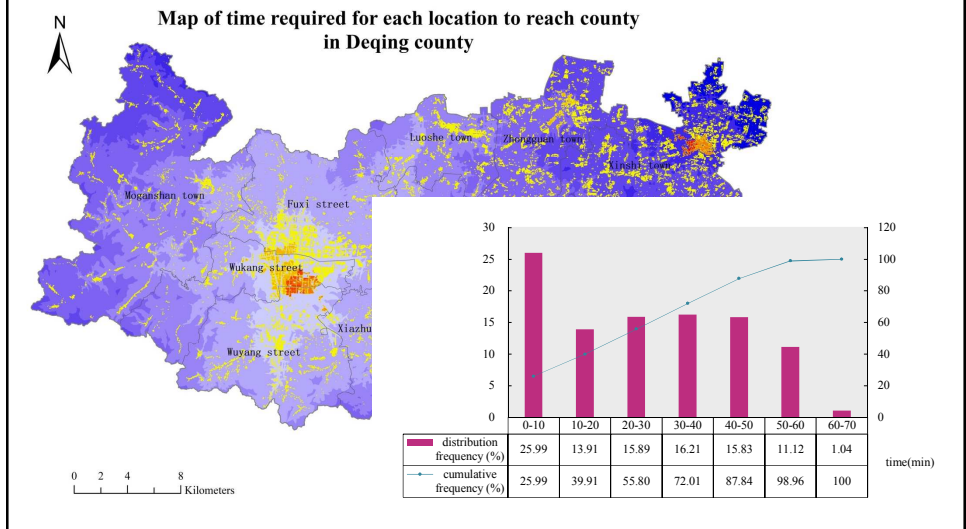 Map of time required for each location to reach county
in Deqing county
N
Luoshe town
Zhongguan town
Xinshi town
Moganshan town
Fuxi street
Wukang street
Xiazhu
Wuyang street
30 120
25 100
20 80
15 60
10 40
5 20
0 0
0-10 10-20 20-30 30-40 40-50 50-60 60-70
distribution
frequency (%) 25.99 13.91 15.89 16.21 15.83 11.12 1.04
time(min)
cumulative
frequency (%) 25.99 39.91 55.80 72.01 87.84 98.96 100
0 2 4 8
Kilometers